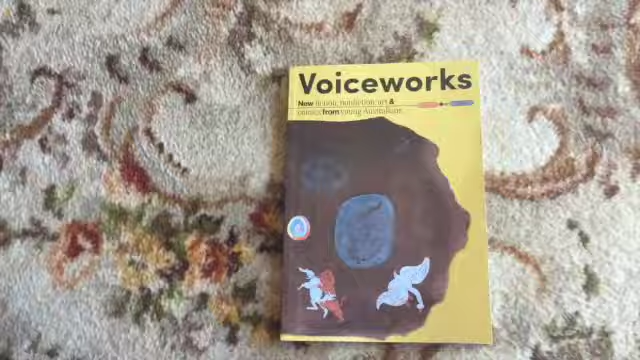 Voiceworks
New fiction, nonfiction, art &
comics from young Australians